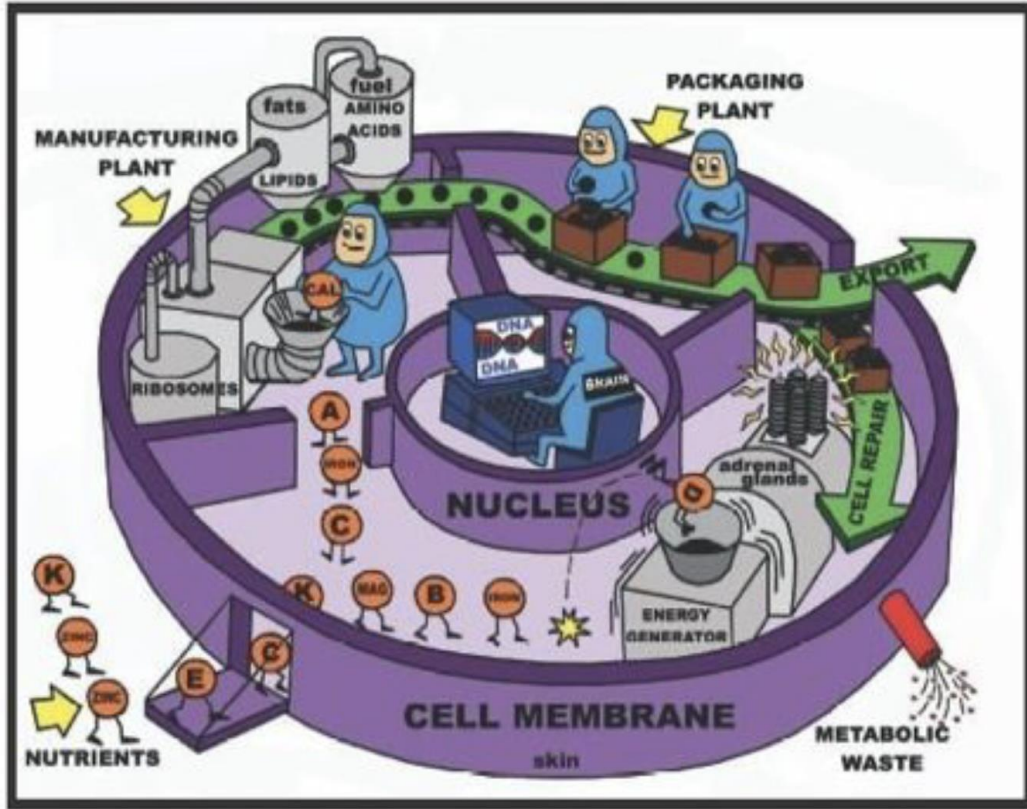 PACKAGING
PLANT
MANUFACTURING
PLANT
fats
LIPIDS
fuel
AMINO
ACIDS
EXPORT
CAL
DNA
DNA
BRAIN
RIBOSOMES
A
IRON
C
NUCLEUS
adrenal
glands
CELL REPAIR
K
MAG
B
IRON
ENERGY
GENERATOR
K
ZINC
ZINC
E
C
NUTRIENTS
CELL MEMBRANE
skin
METABOLIC
WASTE